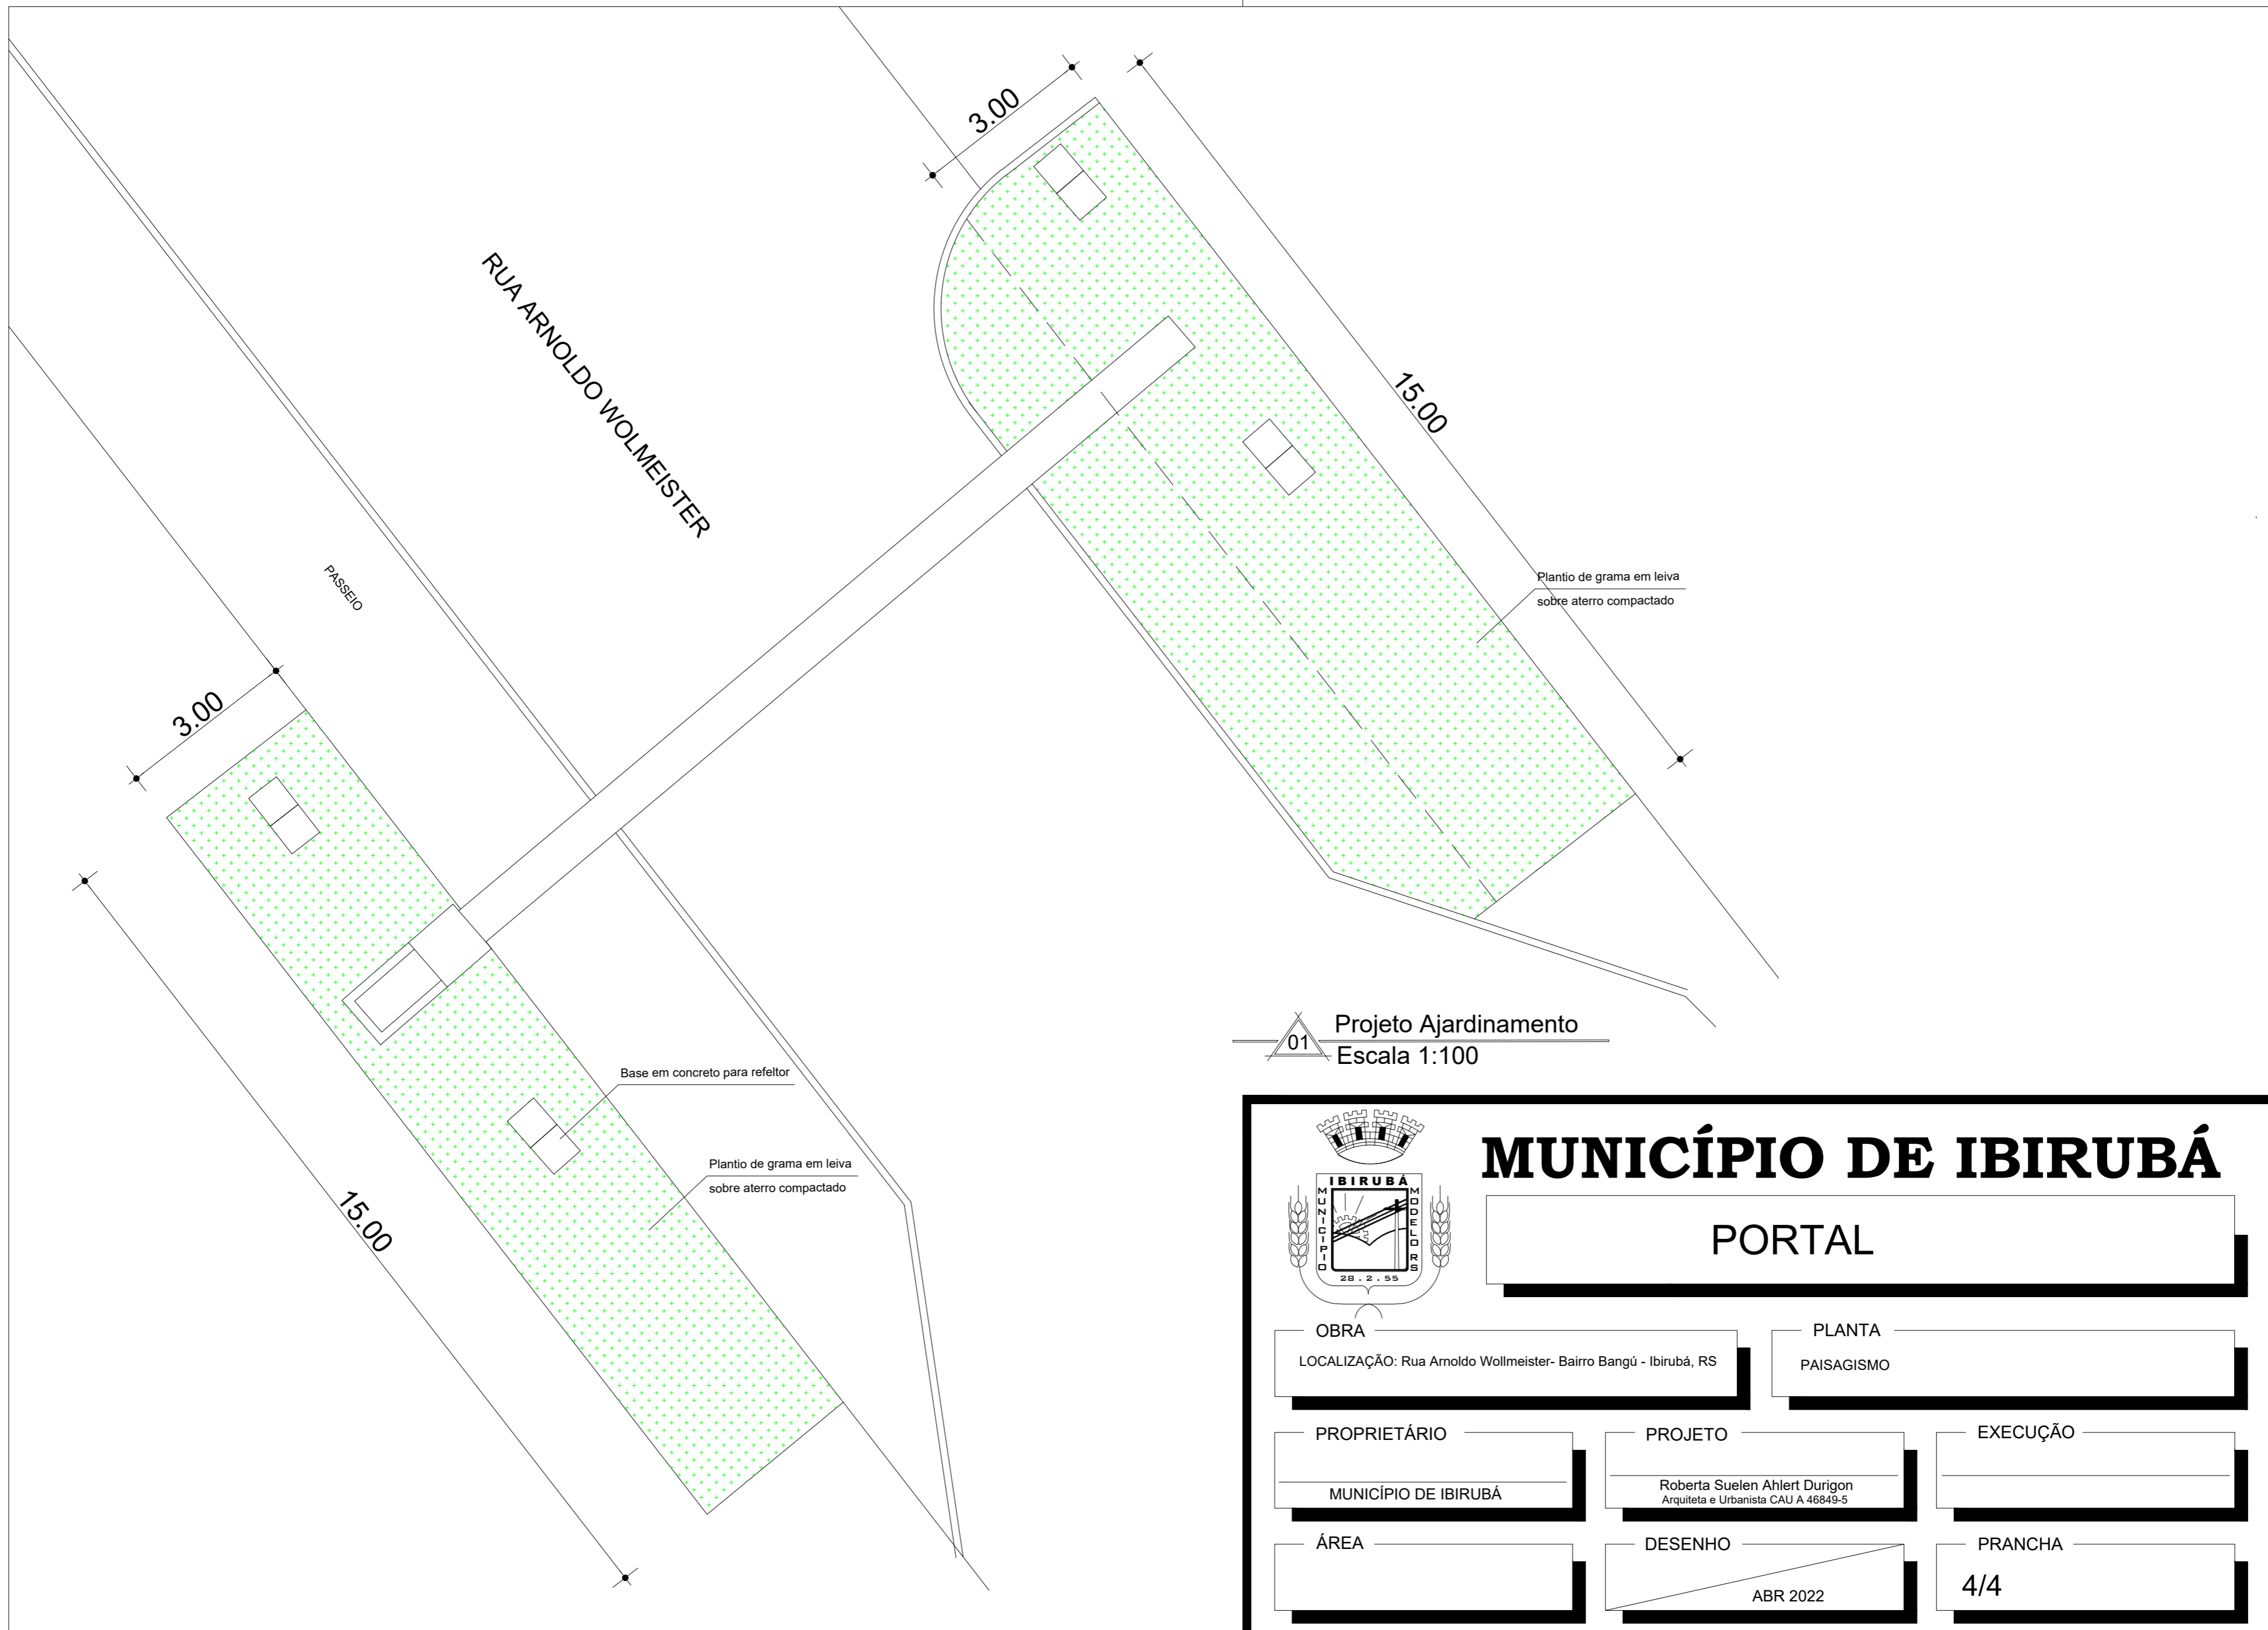 3.00
15.00
RUA ARNOLDO WOLMEISTER
PASSEIO
Plantio de grama em leiva
sobre aterro compactado
3.00
15.00
Base em concreto para refeltor
Plantio de grama em leiva
sobre aterro compactado
01
Projeto Ajardinamento
Escala 1:100
IBIRUBÁ
MUNICIPIO
MODELO RS
28.2.55
MUNICÍPIO DE IBIRUBÁ
PORTAL
OBRA
LOCALIZAÇÃO: Rua Arnoldo Wollmeister- Bairro Bangú - Ibirubá, RS
PLANTA
PAISAGISMO
PROPRIETÁRIO
MUNICÍPIO DE IBIRUBÁ
PROJETO
Roberta Suelen Ahlert Durigon
Arquiteta e Urbanista CAU A 46849-5
EXECUÇÃO
ÁREA
DESENHO
ABR 2022
PRANCHA
4/4